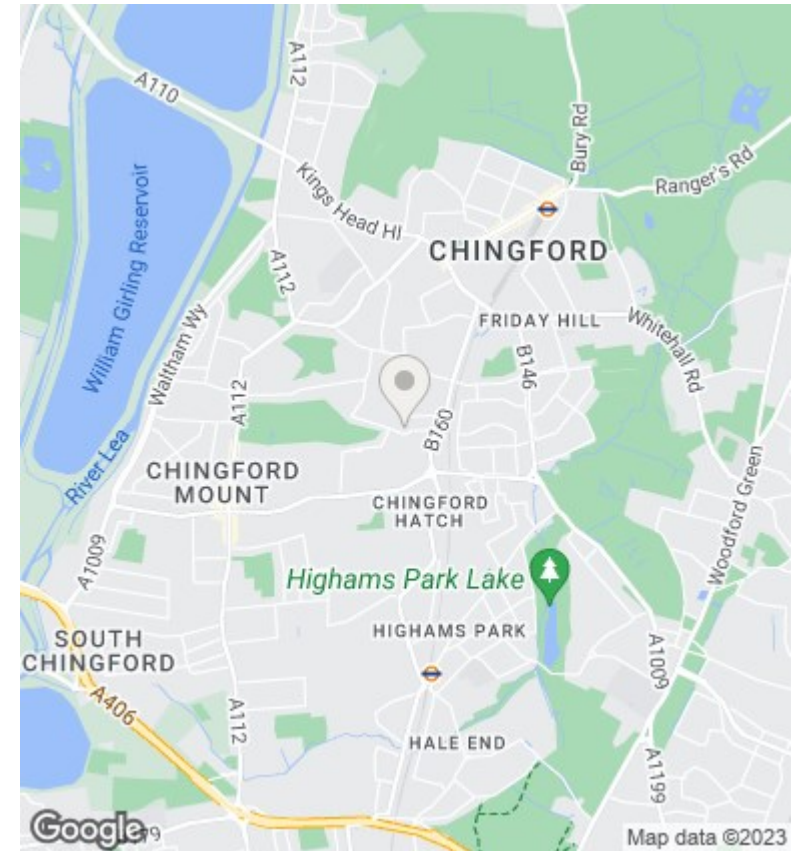 A112
A110
Bury Rd
Ranger's Rd
Kings Head Hl
CHINGFORD
William Girling Reservoir
A112
Waltham Wy
FRIDAY HILL
Whitehall Rd
B146
A112
B160
River Lea
CHINGFORD
MOUNT
CHINGFORD
HATCH
Woodford Green
A1009
Highams Park Lake
SOUTH
CHINGFORD
HIGHAMS PARK
A1009
A406
A112
HALE END
A1199
Google
Map data ©2023